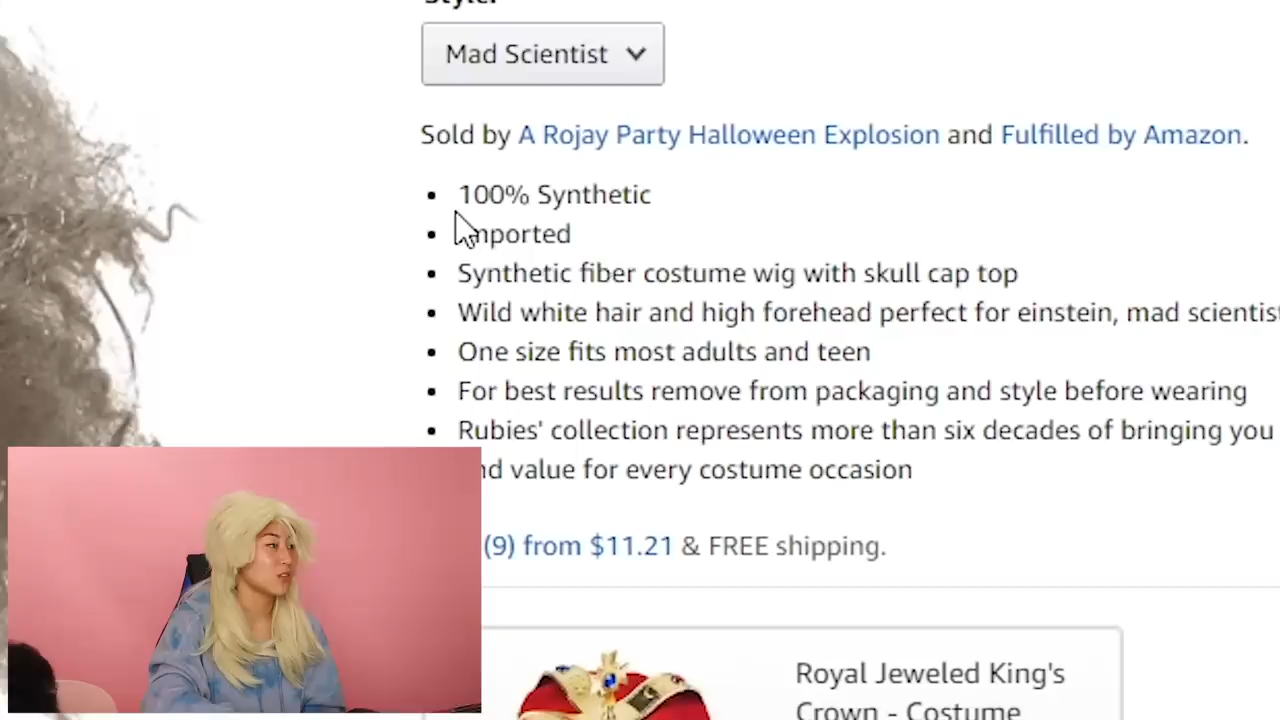 Style:
Mad Scientist
Sold by A Rojay Party Halloween Explosion and Fulfilled by Amazon.
100% Synthetic
Imported
Synthetic fiber costume wig with skull cap top
Wild white hair and high forehead perfect for einstein, mad scientist
One size fits most adults and teen
For best results remove from packaging and style before wearing
Rubies' collection represents more than six decades of bringing you
and value for every costume occasion
(9) from $11.21 & FREE shipping.
Royal Jeweled King's
Crown - Costume